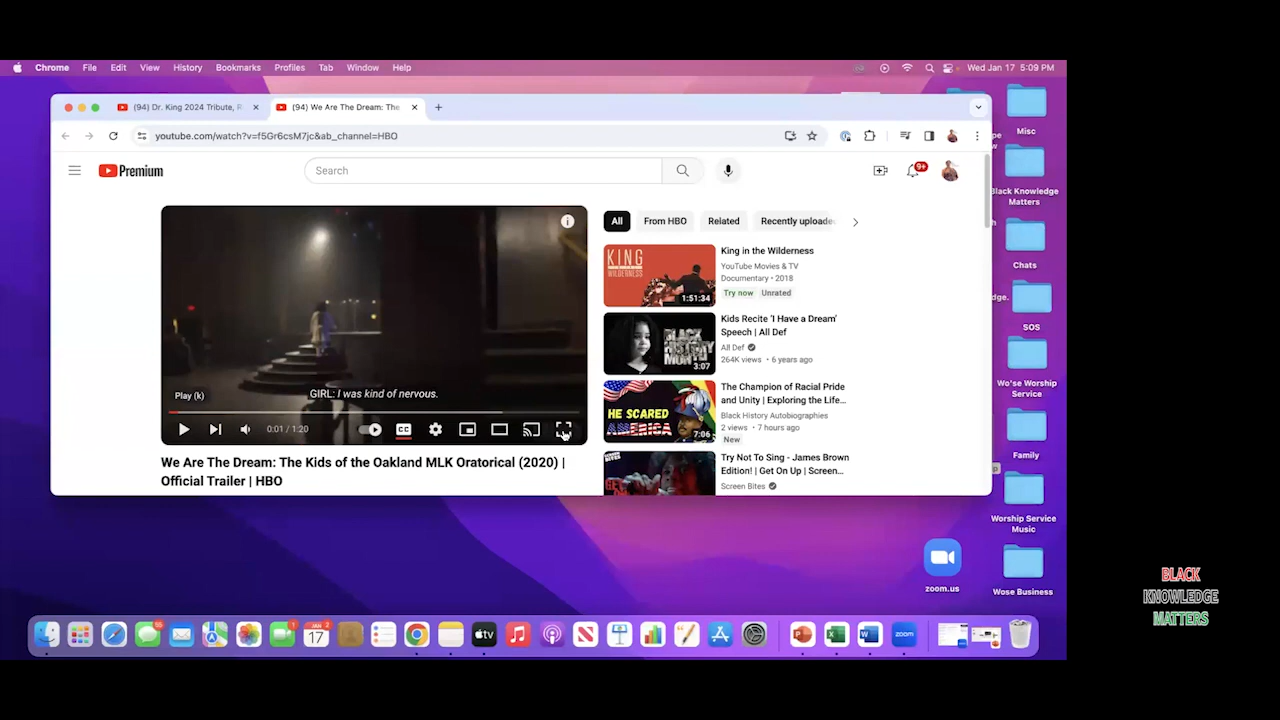 Chrome File Edit View History Bookmarks Profiles Tab Window Help Wed Jan 17 5:09 PM
(94) Dr. King 2024 Tribute, (94) We Are The Dream: The
youtube.com/watch?v=f5Gr6csM7jc&ab_channel=HBO
Premium Search 9+
All From HBO Related Recently uploade
GIRL: I was kind of nervous.
Play (k)
0:01 / 1:20 CC
We Are The Dream: The Kids of the Oakland MLK Oratorical (2020) |
Official Trailer | HBO
KING
WILDERNESS
1:51:34
King in the Wilderness
YouTube Movies & TV
Documentary • 2018
Try now Unrated
BLACK
HISTORY
MONTH
3:07
Kids Recite 'I Have a Dream'
Speech | All Def
All Def
264K views • 6 years ago
HE SCARED
AMERICA
7:06
The Champion of Racial Pride
and Unity | Exploring the Life...
Black History Autobiographies
2 views • 7 hours ago
New
Try Not To Sing - James Brown
Edition! | Get On Up | Screen...
Screen Bites
Misc
Black Knowledge
Matters
Chats
SOS
Wo'se Worship
Service
Family
Worship Service
Music
zoom.us
Wose Business
JAN
17
zoom
BLACK
KNOWLEDGE
MATTERS